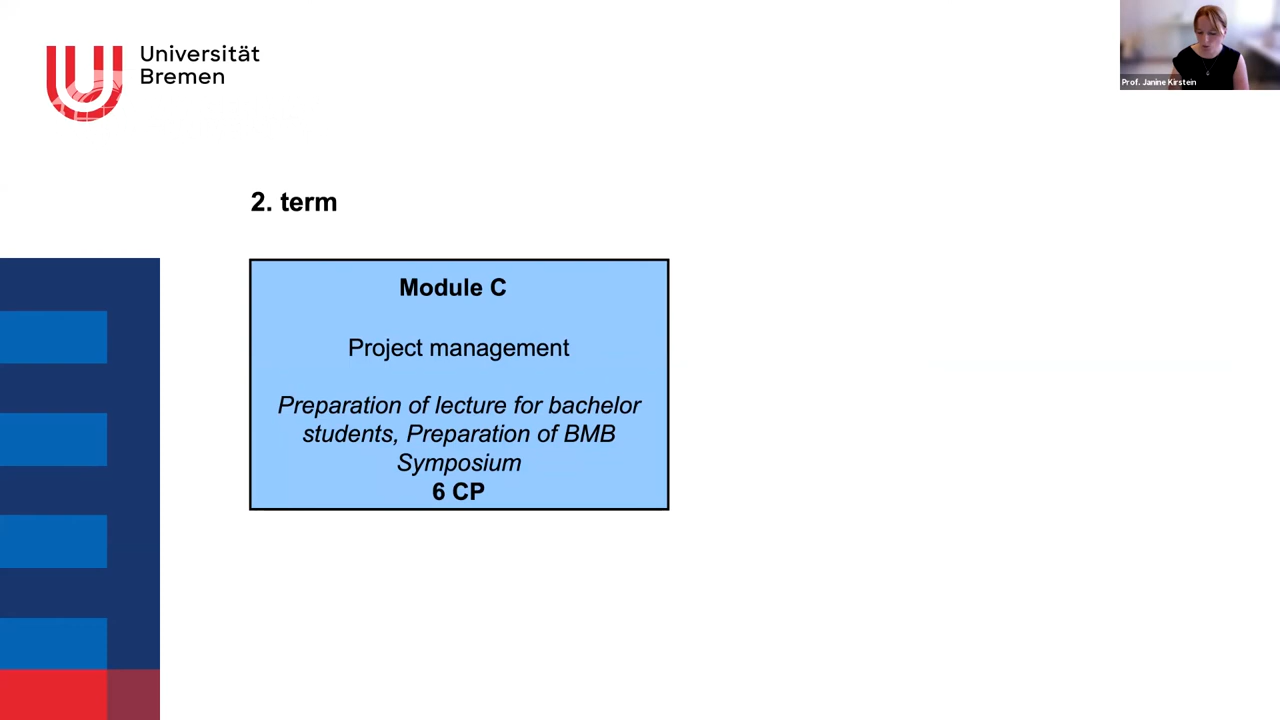 Universität
Bremen
Prof. Janine Kirstein
2. term
Module C
Project management
Preparation of lecture for bachelor
students, Preparation of BMB
Symposium
6 CP